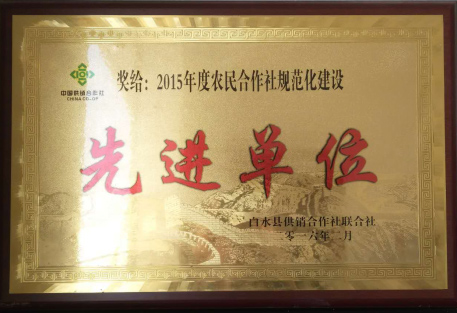 奖给：2015年度农民合作社规范化建设
中国供销合作社
CHINA CO-OP
先进单位
白水县供销合作社联合社
零一六年二月